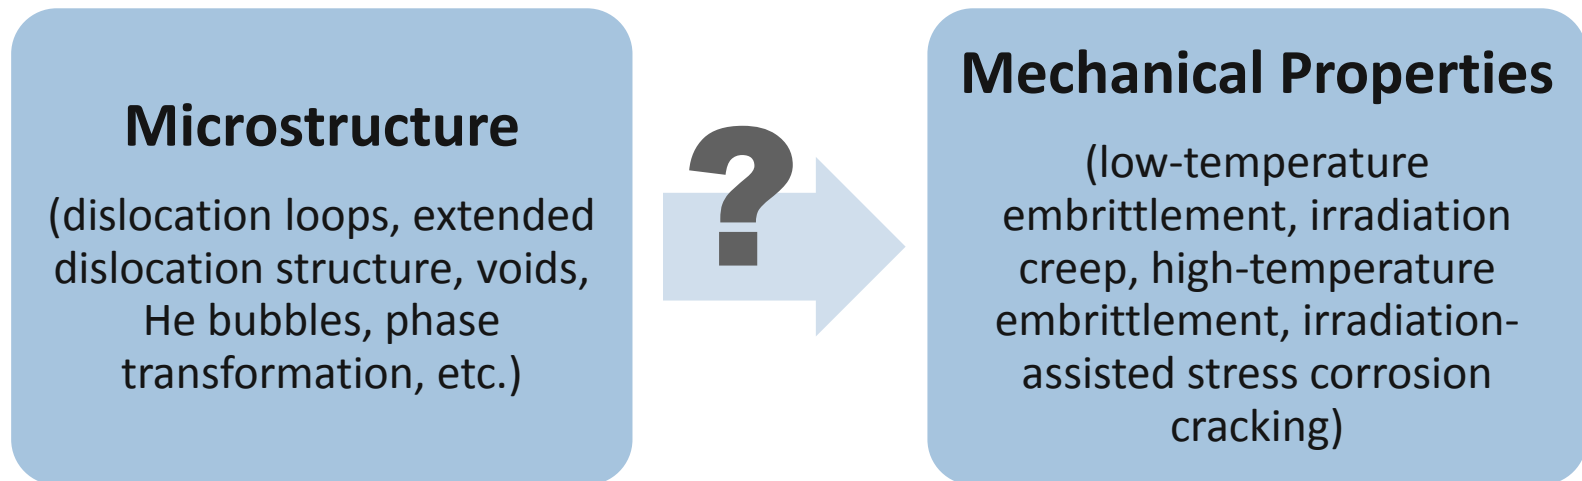 Microstructure
(dislocation loops, extended
dislocation structure, voids,
He bubbles, phase
transformation, etc.)
?
Mechanical Properties
(low-temperature
embrittlement, irradiation
creep, high-temperature
embrittlement, irradiation-
assisted stress corrosion
cracking)